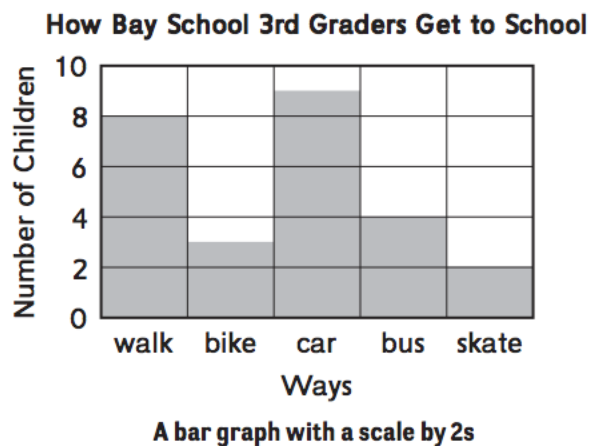 How Bay School 3rd Graders Get to School
Number of Children
10
8
6
4
2
0
walk bike car bus skate
Ways
A bar graph with a scale by 2s